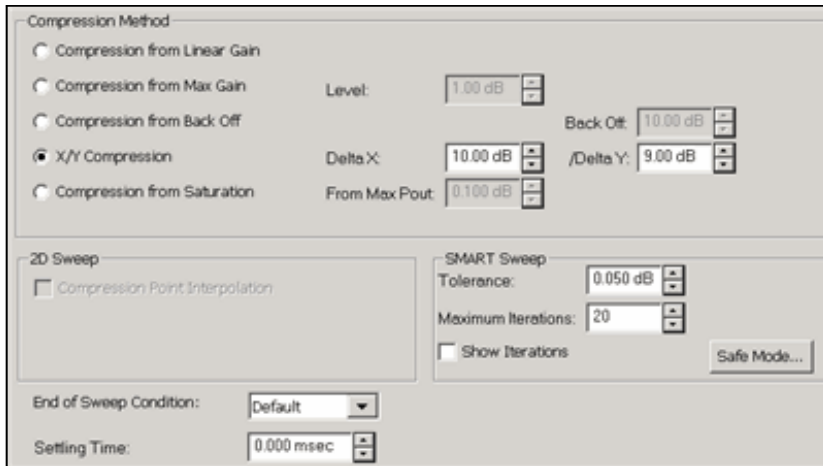 Compression Method
Compression from Linear Gain
Compression from Max Gain
Level: 1.00 dB
Compression from Back Off
Back Off: 10.00 dB
X/Y Compression
Delta X: 10.00 dB /Delta Y: 9.00 dB
Compression from Saturation
From Max Pout: 0.100 dB
2D Sweep
Compression Point Interpolation
SMART Sweep
Tolerance: 0.050 dB
Maximum Iterations: 20
Show Iterations
Safe Mode...
End of Sweep Condition: Default
Settling Time: 0.000 msec